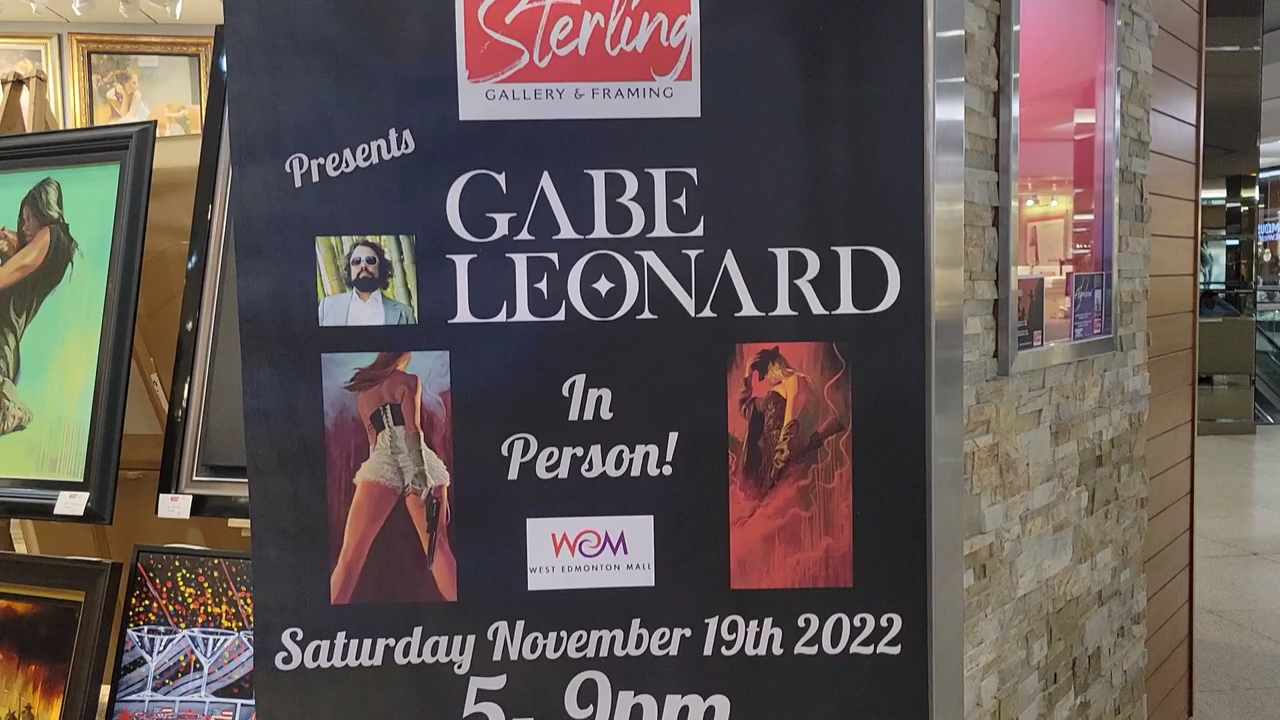 Sterling
GALLERY & FRAMING
Presents
GABE
LEONARD
In
Person!
WEM
WEST EDMONTON MALL
Saturday November 19th 2022
5- 9pm